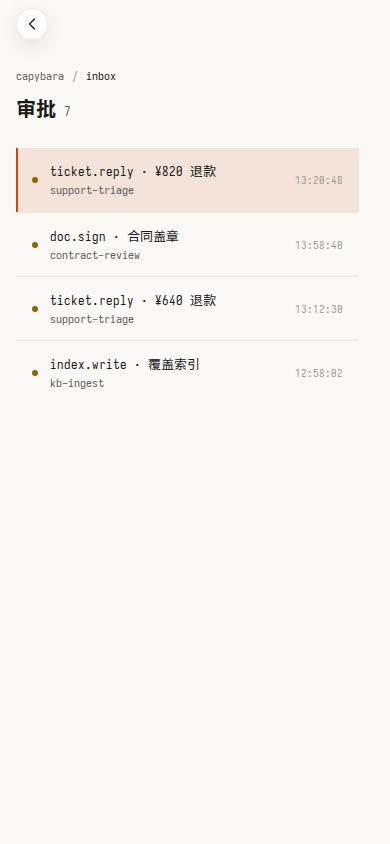 capybara / inbox
审批 7
ticket.reply · ¥820 退款
support-triage
13:20:48
doc.sign · 合同盖章
contract-review
13:58:40
ticket.reply · ¥640 退款
support-triage
13:12:30
index.write · 覆盖索引
kb-ingest
12:58:02